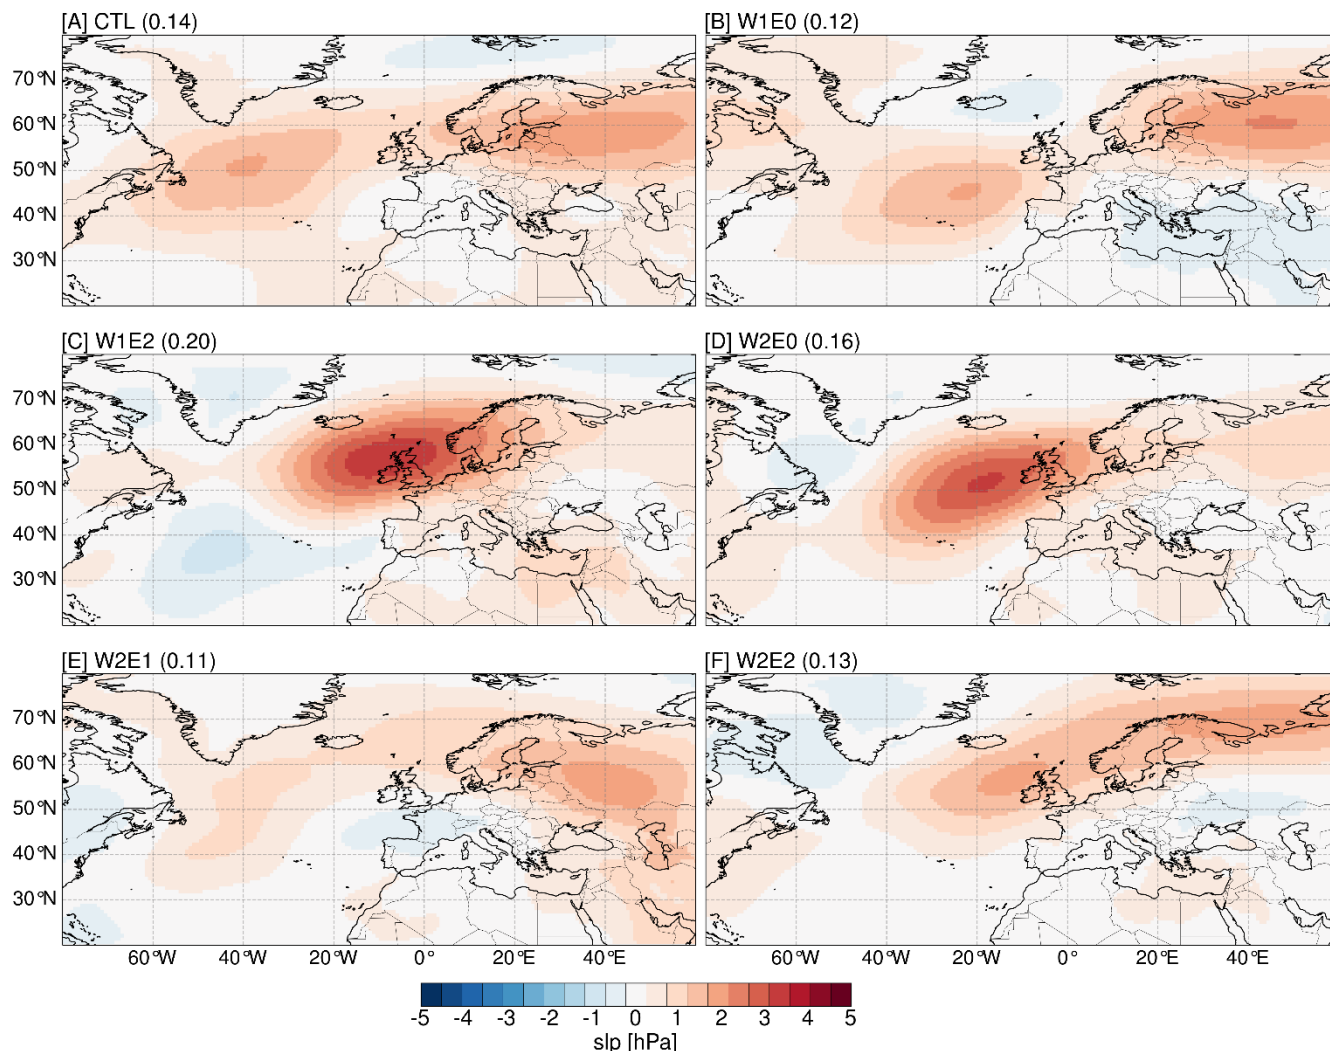 [A] CTL (0.14)
[B] W1E0 (0.12)
70°N
60°N
50°N
40°N
30°N
[C] W1E2 (0.20)
[D] W2E0 (0.16)
70°N
60°N
50°N
40°N
30°N
[E] W2E1 (0.11)
[F] W2E2 (0.13)
70°N
60°N
50°N
40°N
30°N
60°W 40°W 20°W 0° 20°E 40°E
60°W 40°W 20°W 0° 20°E 40°E
-5 -4 -3 -2 -1 0 1 2 3 4 5
slp [hPa]